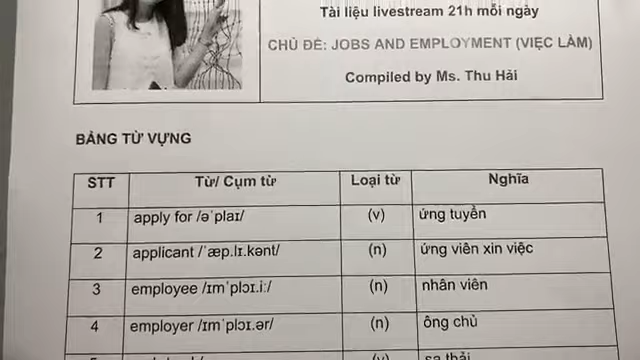 Tài liệu livestream 21h mỗi ngày
CHỦ ĐỀ: JOBS AND EMPLOYMENT (VIỆC LÀM)
Compiled by Ms. Thu Hải
BẢNG TỪ VỰNG
STT Từ/ Cụm từ Loại từ Nghĩa
1 apply for /əˈplaɪ/ (v) ứng tuyển
2 applicant /ˈæp.lɪ.kənt/ (n) ứng viên xin việc
3 employee /ɪmˈplɔɪ.iː/ (n) nhân viên
4 employer /ɪmˈplɔɪ.ər/ (n) ông chủ
(v) sa thải